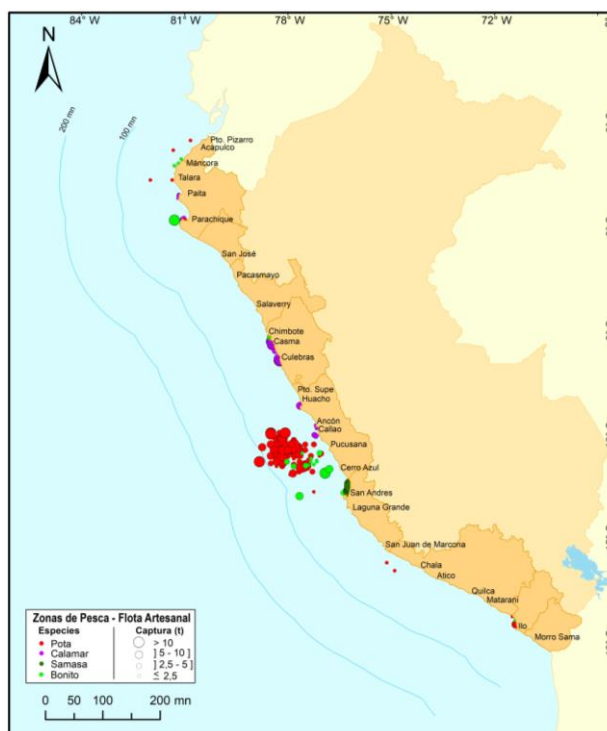 84° W 81°W 78°W 75°W 72°W
N
200 mn
100 mn
Pto. Pizarro
Acapulco
Máncora
Talara
Paita
Parachique
San José
Pacasmayo
Salaverry
Chimbote
Casma
Culebras
Pto. Supe
Huacho
Ancón
Callao
Pucusana
Cerro Azul
San Andres
Laguna Grande
San Juan de Marcona
Chala
Atico
Quilca
Matarani
Ilo
Morro Sama
Zonas de Pesca - Flota Artesanal
Especies Captura (t)
Pota > 10
Calamar ] 5 - 10 ]
Samasa ] 2,5 - 5 ]
Bonito ≤ 2,5
0 50 100 200 mn